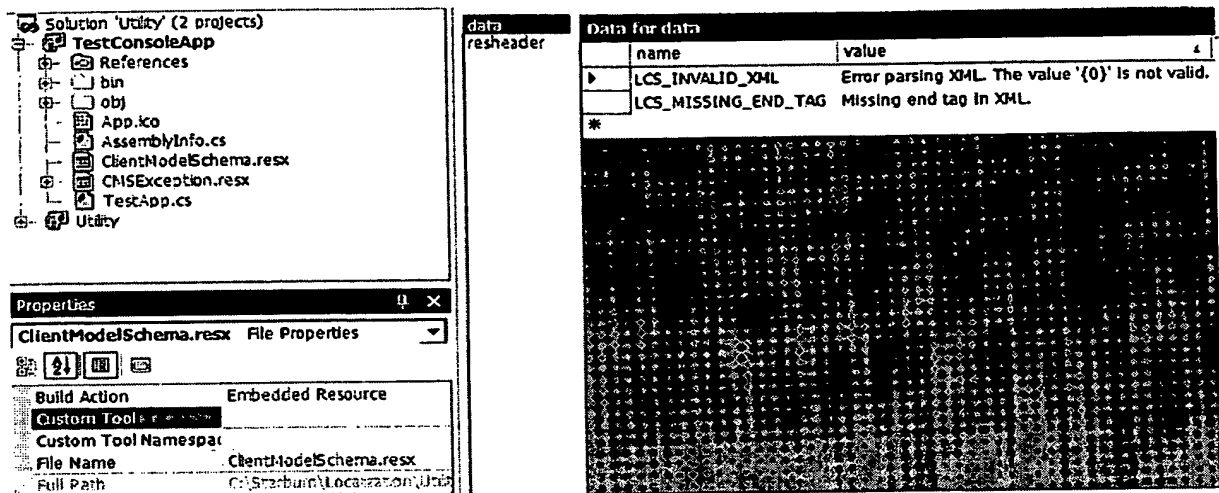 Solution 'Utility' (2 projects)
TestConsoleApp
References
bin
obj
App.ico
AssemblyInfo.cs
ClientModelSchema.resx
CMSException.resx
TestApp.cs
Utility
Properties
ClientModelSchema.resx File Properties
Build Action Embedded Resource
Custom Tool
Custom Tool Namespac
File Name ClientModelSchema.resx
Full Path C:\Starburn\Localization\Utili
data
resheader
Data for data
name value
LCS_INVALID_XML Error parsing XML. The value '{0}' is not valid.
LCS_MISSING_END_TAG Missing end tag in XML.